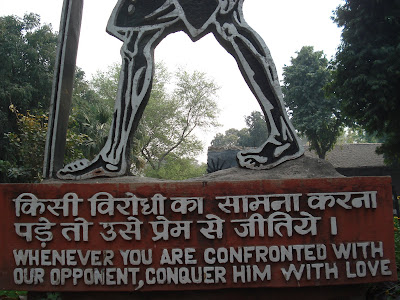 किसी विरोधी का सामना करना
पड़े तो उसे प्रेम से जीतिये ।
WHENEVER YOU ARE CONFRONTED WITH
OUR OPPONENT, CONQUER HIM WITH LOVE